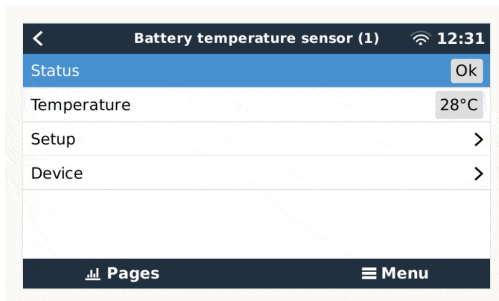 Battery temperature sensor (1) 12:31
Status Ok
Temperature 28°C
Setup
Device
Pages Menu